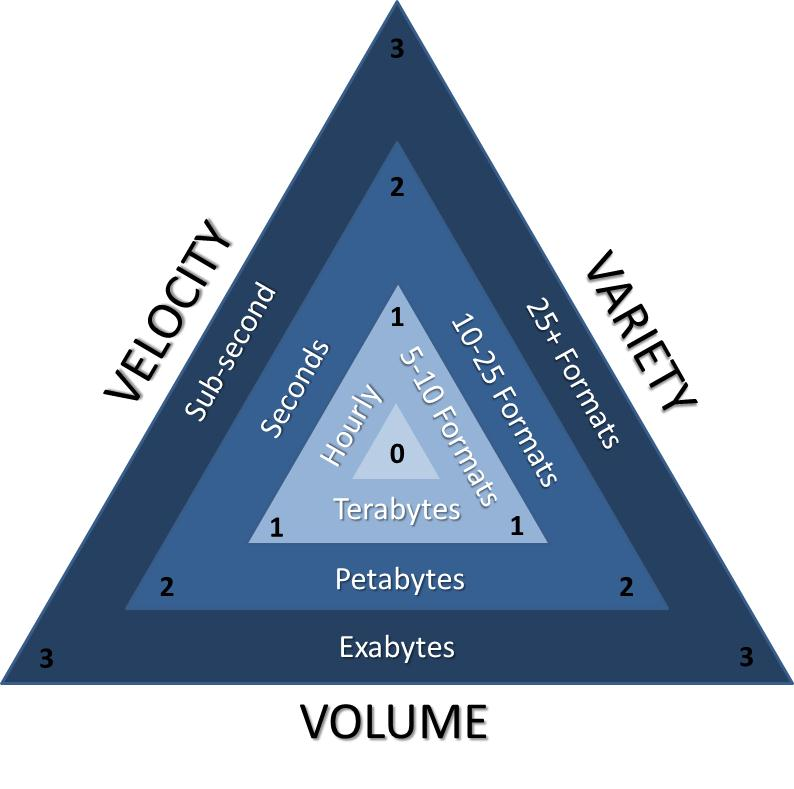 3
2
1
0
VELOCITY
Sub-second
Seconds
Hourly
VARIETY
25+ Formats
10-25 Formats
5-10 Formats
Terabytes
1
1
Petabytes
2
2
Exabytes
3
3
VOLUME